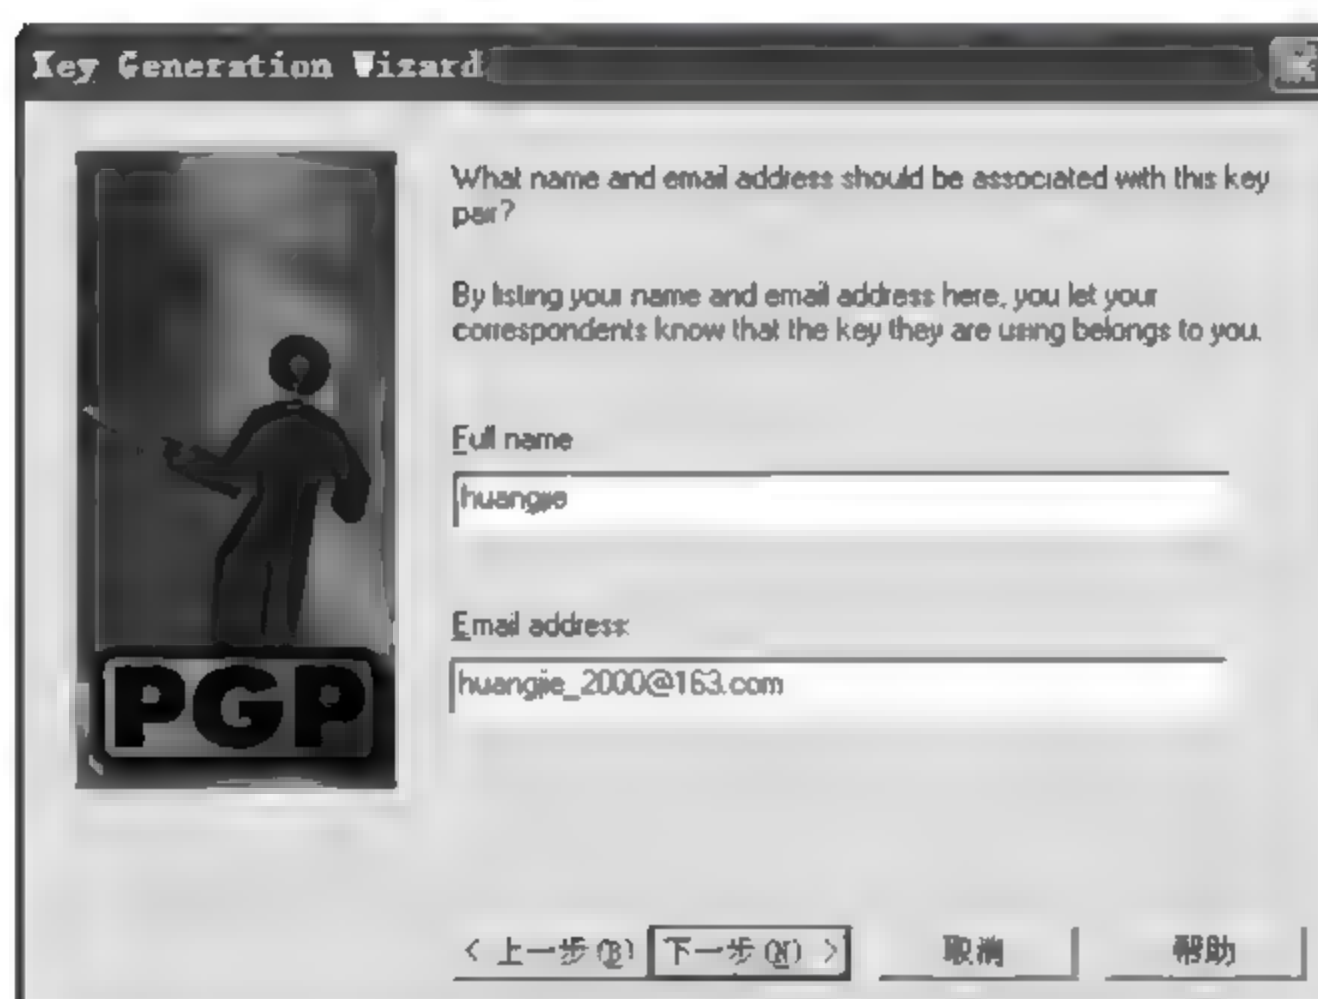 Key Generation Wizard
What name and email address should be associated with this key
pair?
By listing your name and email address here, you let your
correspondents know that the key they are using belongs to you.
Full name
huangjie
Email address:
huangjie_2000@163.com
PGP
< 上一步(B) 下一步(N) > 取消 帮助